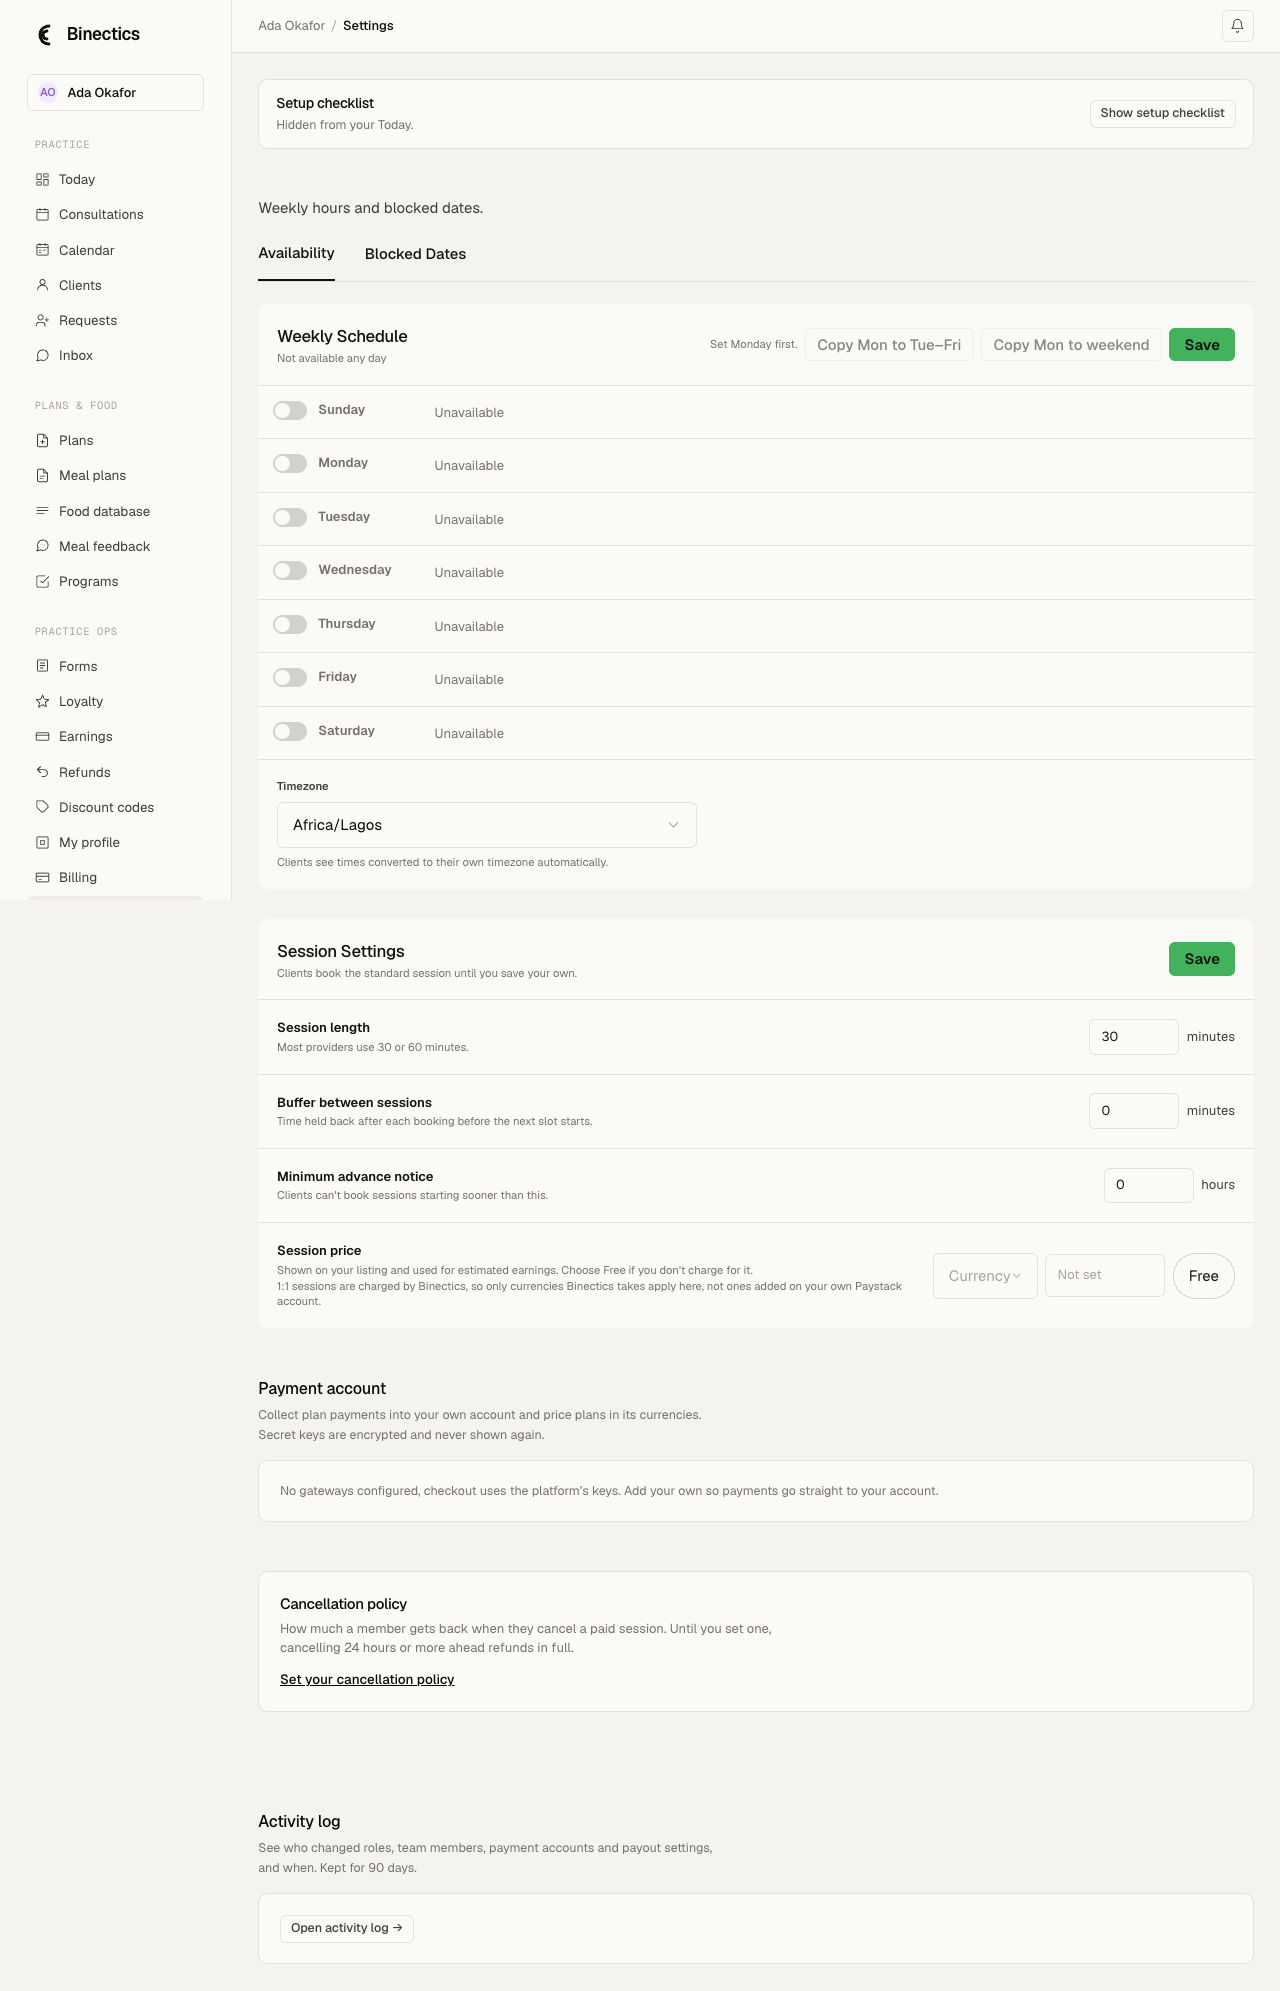 Binectics
AO Ada Okafor
PRACTICE
Today
Consultations
Calendar
Clients
Requests
Inbox
PLANS & FOOD
Plans
Meal plans
Food database
Meal feedback
Programs
PRACTICE OPS
Forms
Loyalty
Earnings
Refunds
Discount codes
My profile
Billing
Ada Okafor / Settings
Setup checklist
Hidden from your Today.
Show setup checklist
Weekly hours and blocked dates.
Availability Blocked Dates
Weekly Schedule
Not available any day
Set Monday first. Copy Mon to Tue–Fri Copy Mon to weekend Save
Sunday Unavailable
Monday Unavailable
Tuesday Unavailable
Wednesday Unavailable
Thursday Unavailable
Friday Unavailable
Saturday Unavailable
Timezone
Africa/Lagos
Clients see times converted to their own timezone automatically.
Session Settings
Clients book the standard session until you save your own.
Save
Session length
Most providers use 30 or 60 minutes.
30 minutes
Buffer between sessions
Time held back after each booking before the next slot starts.
0 minutes
Minimum advance notice
Clients can't book sessions starting sooner than this.
0 hours
Session price
Shown on your listing and used for estimated earnings. Choose Free if you don't charge for it.
1:1 sessions are charged by Binectics, so only currencies Binectics takes apply here, not ones added on your own Paystack
account.
Currency Not set Free
Payment account
Collect plan payments into your own account and price plans in its currencies.
Secret keys are encrypted and never shown again.
No gateways configured, checkout uses the platform's keys. Add your own so payments go straight to your account.
Cancellation policy
How much a member gets back when they cancel a paid session. Until you set one,
cancelling 24 hours or more ahead refunds in full.
Set your cancellation policy
Activity log
See who changed roles, team members, payment accounts and payout settings,
and when. Kept for 90 days.
Open activity log →